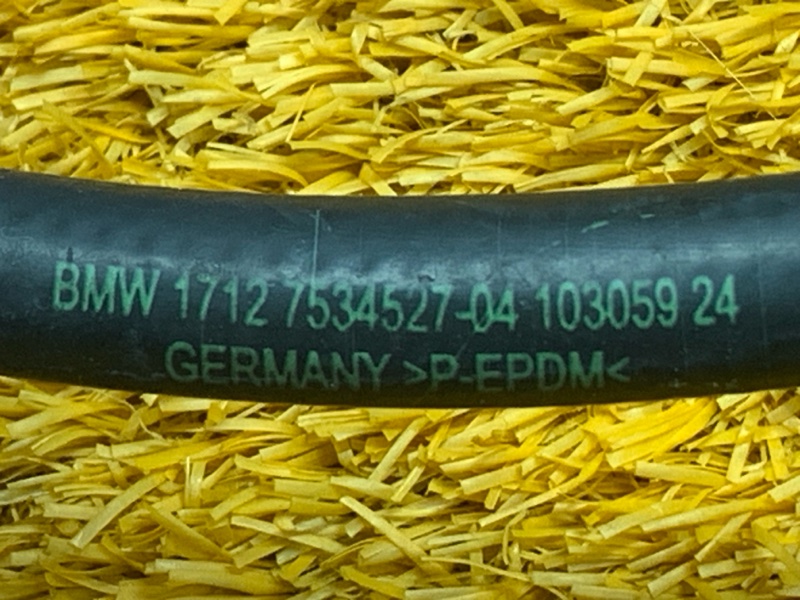 BMW 1712 7534527-04 103059 24
GERMANY >P-EPDM<